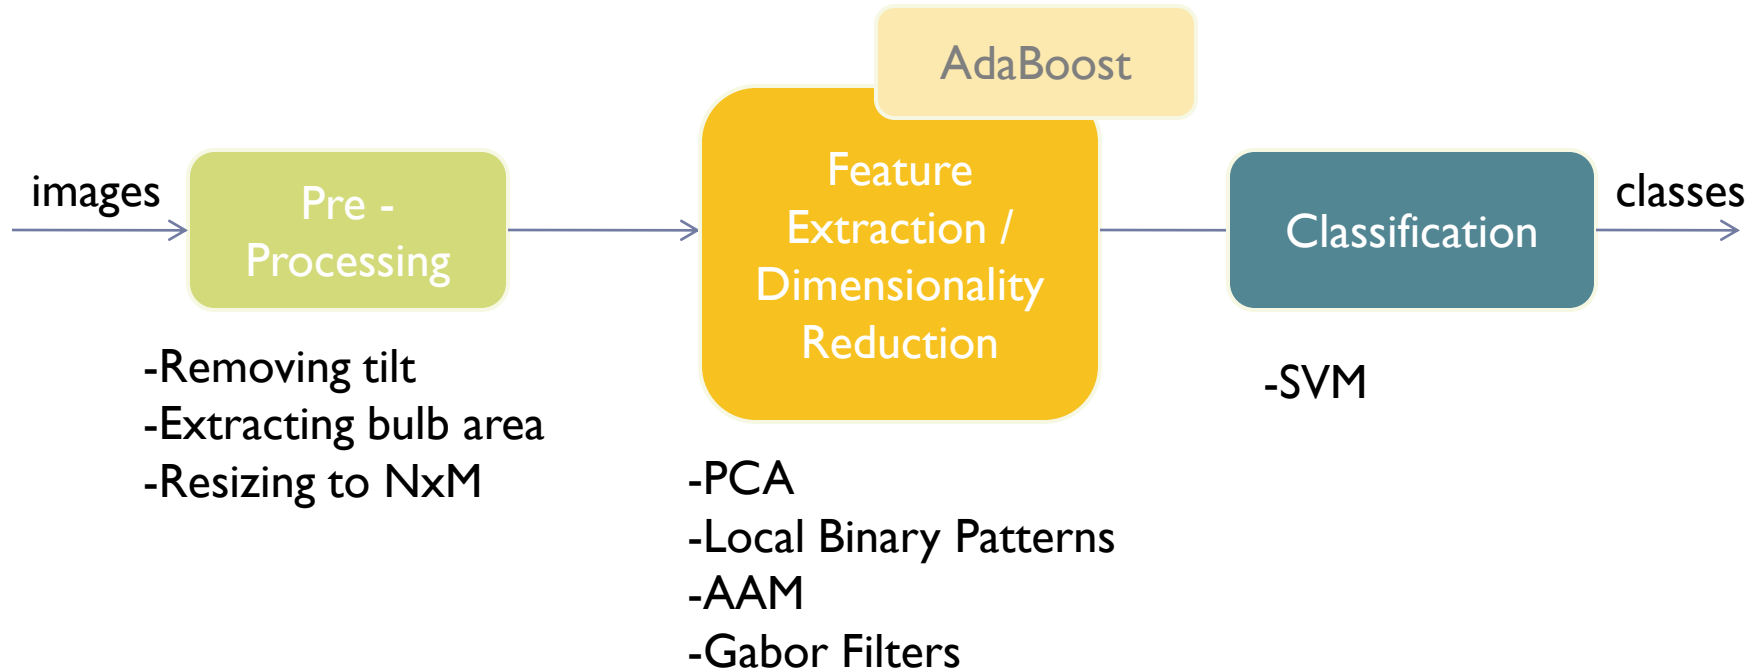 AdaBoost
images
Pre -
Processing
Feature
Extraction /
Dimensionality
Reduction
Classification
classes
-Removing tilt
-Extracting bulb area
-Resizing to NxM
-PCA
-Local Binary Patterns
-AAM
-Gabor Filters
-SVM